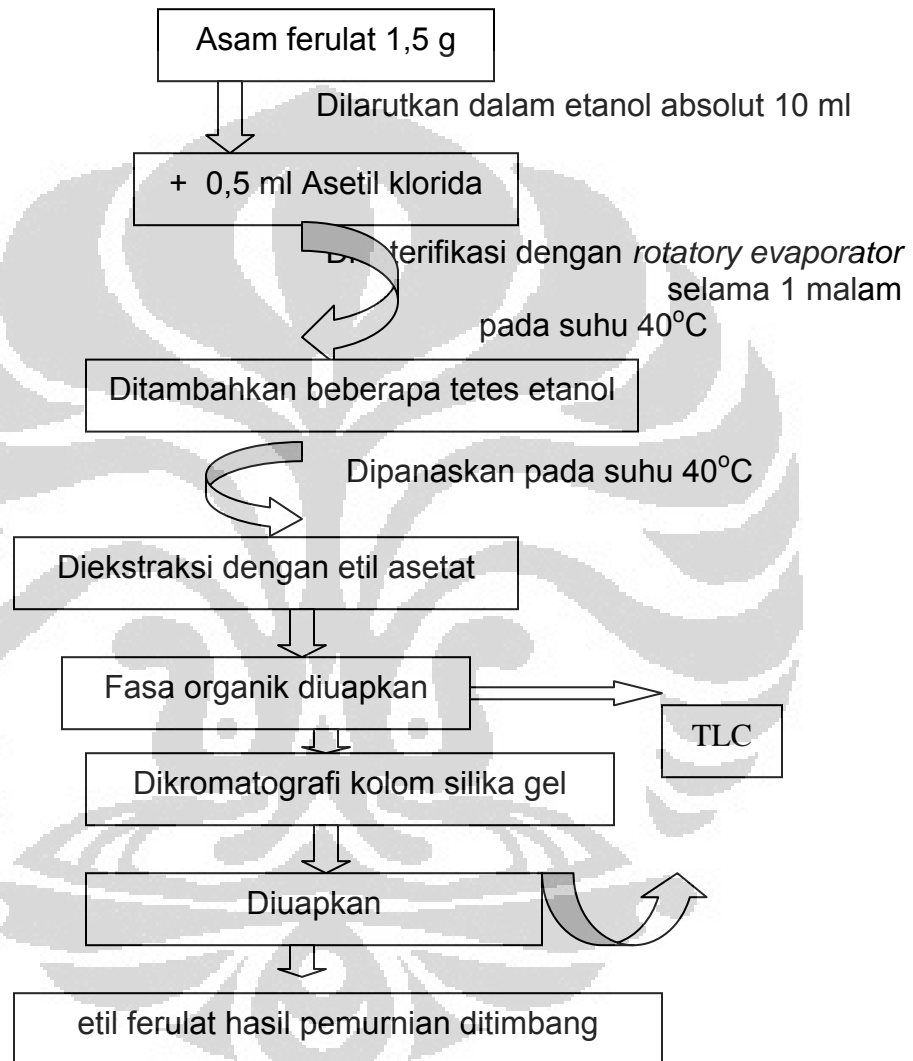 Asam ferulat 1,5 g
Dilarutkan dalam etanol absolut 10 ml
+ 0,5 ml Asetil klorida
terifikasi dengan rotatory evaporator
selama 1 malam
pada suhu 40°C
Ditambahkan beberapa tetes etanol
Dipanaskan pada suhu 40°C
Diekstraksi dengan etil asetat
Fasa organik diuapkan
TLC
Dikromatografi kolom silika gel
Diuapkan
etil ferulat hasil pemurnian ditimbang